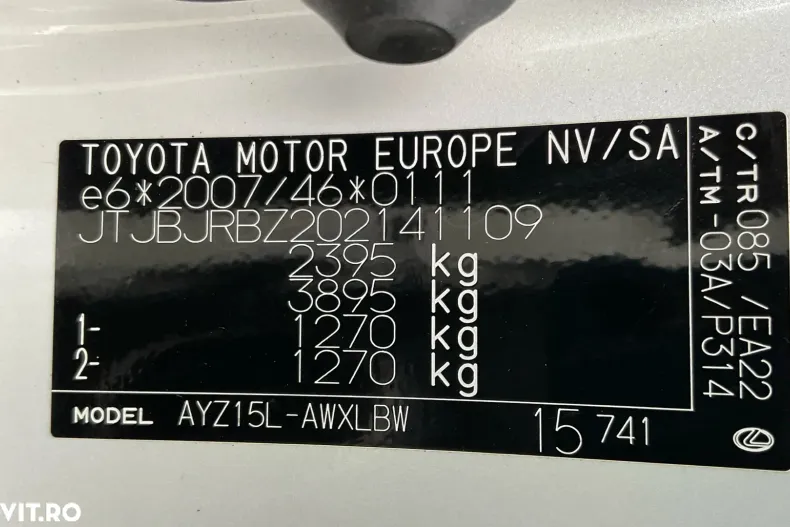 TOYOTA MOTOR EUROPE NV/SA
e6*2007/46*0111
JTJBJRBZ202141109
2395 kg
3895 kg
1- 1270 kg
2- 1270 kg
MODEL AYZ15L-AWXLBW 15 741
C/TR 085 /EA22
A/TM -03A/P314
VIT.RO